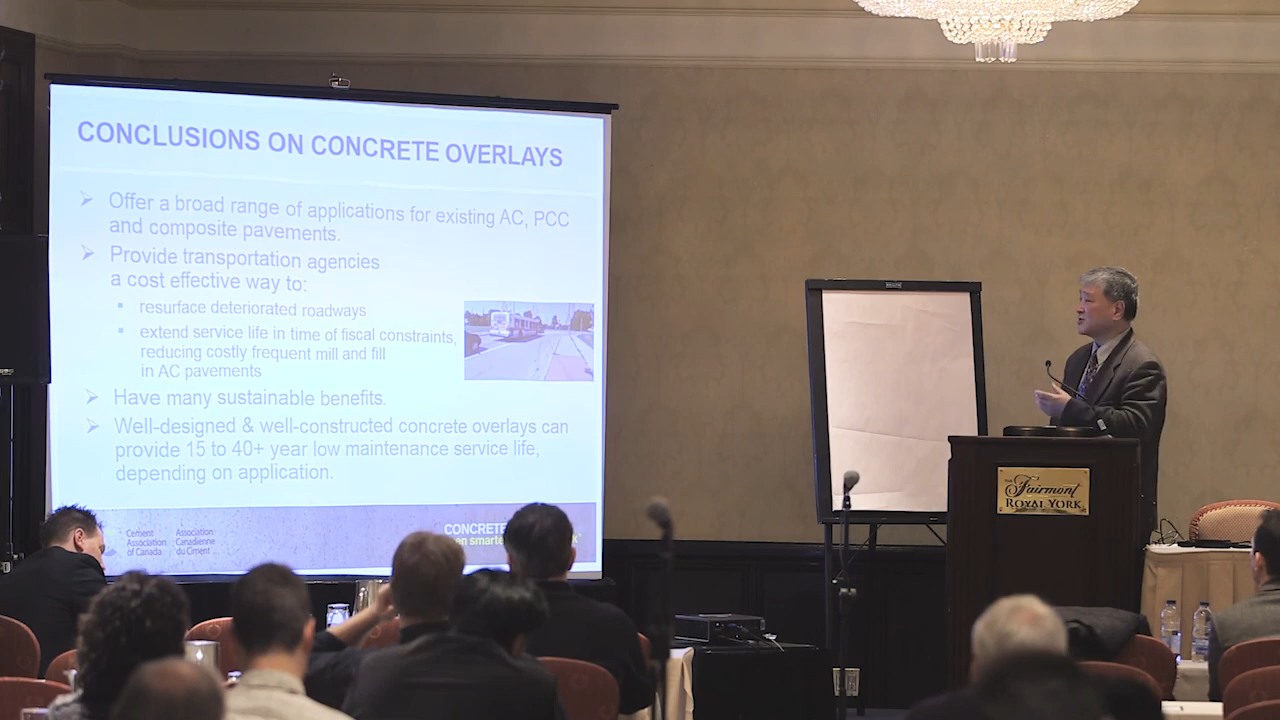 CONCLUSIONS ON CONCRETE OVERLAYS
Offer a broad range of applications for existing AC, PCC
and composite pavements.
Provide transportation agencies
a cost effective way to:
resurface deteriorated roadways
extend service life in time of fiscal constraints,
reducing costly frequent mill and fill
in AC pavements
Have many sustainable benefits.
Well-designed & well-constructed concrete overlays can
provide 15 to 40+ year low maintenance service life,
depending on application.
Cement
Association
of Canada
Association
Canadienne
du Ciment
CONCRETE
THE
Fairmont
ROYAL YORK